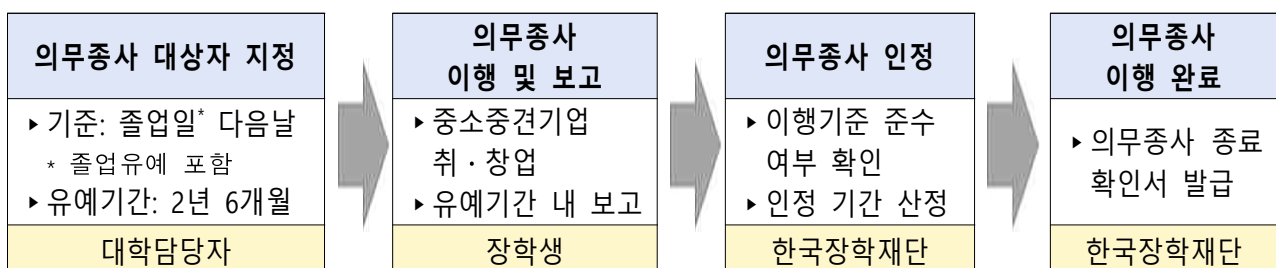 의무종사 대상자 지정
▸기준: 졸업일* 다음날
* 졸업유예 포함
▸유예기간: 2년 6개월
대학담당자
의무종사
이행 및 보고
▸중소중견기업
취·창업
▸유예기간 내 보고
장학생
의무종사 인정
▸이행기준 준수
여부 확인
▸인정 기간 산정
한국장학재단
의무종사
이행 완료
▸의무종사 종료
확인서 발급
한국장학재단